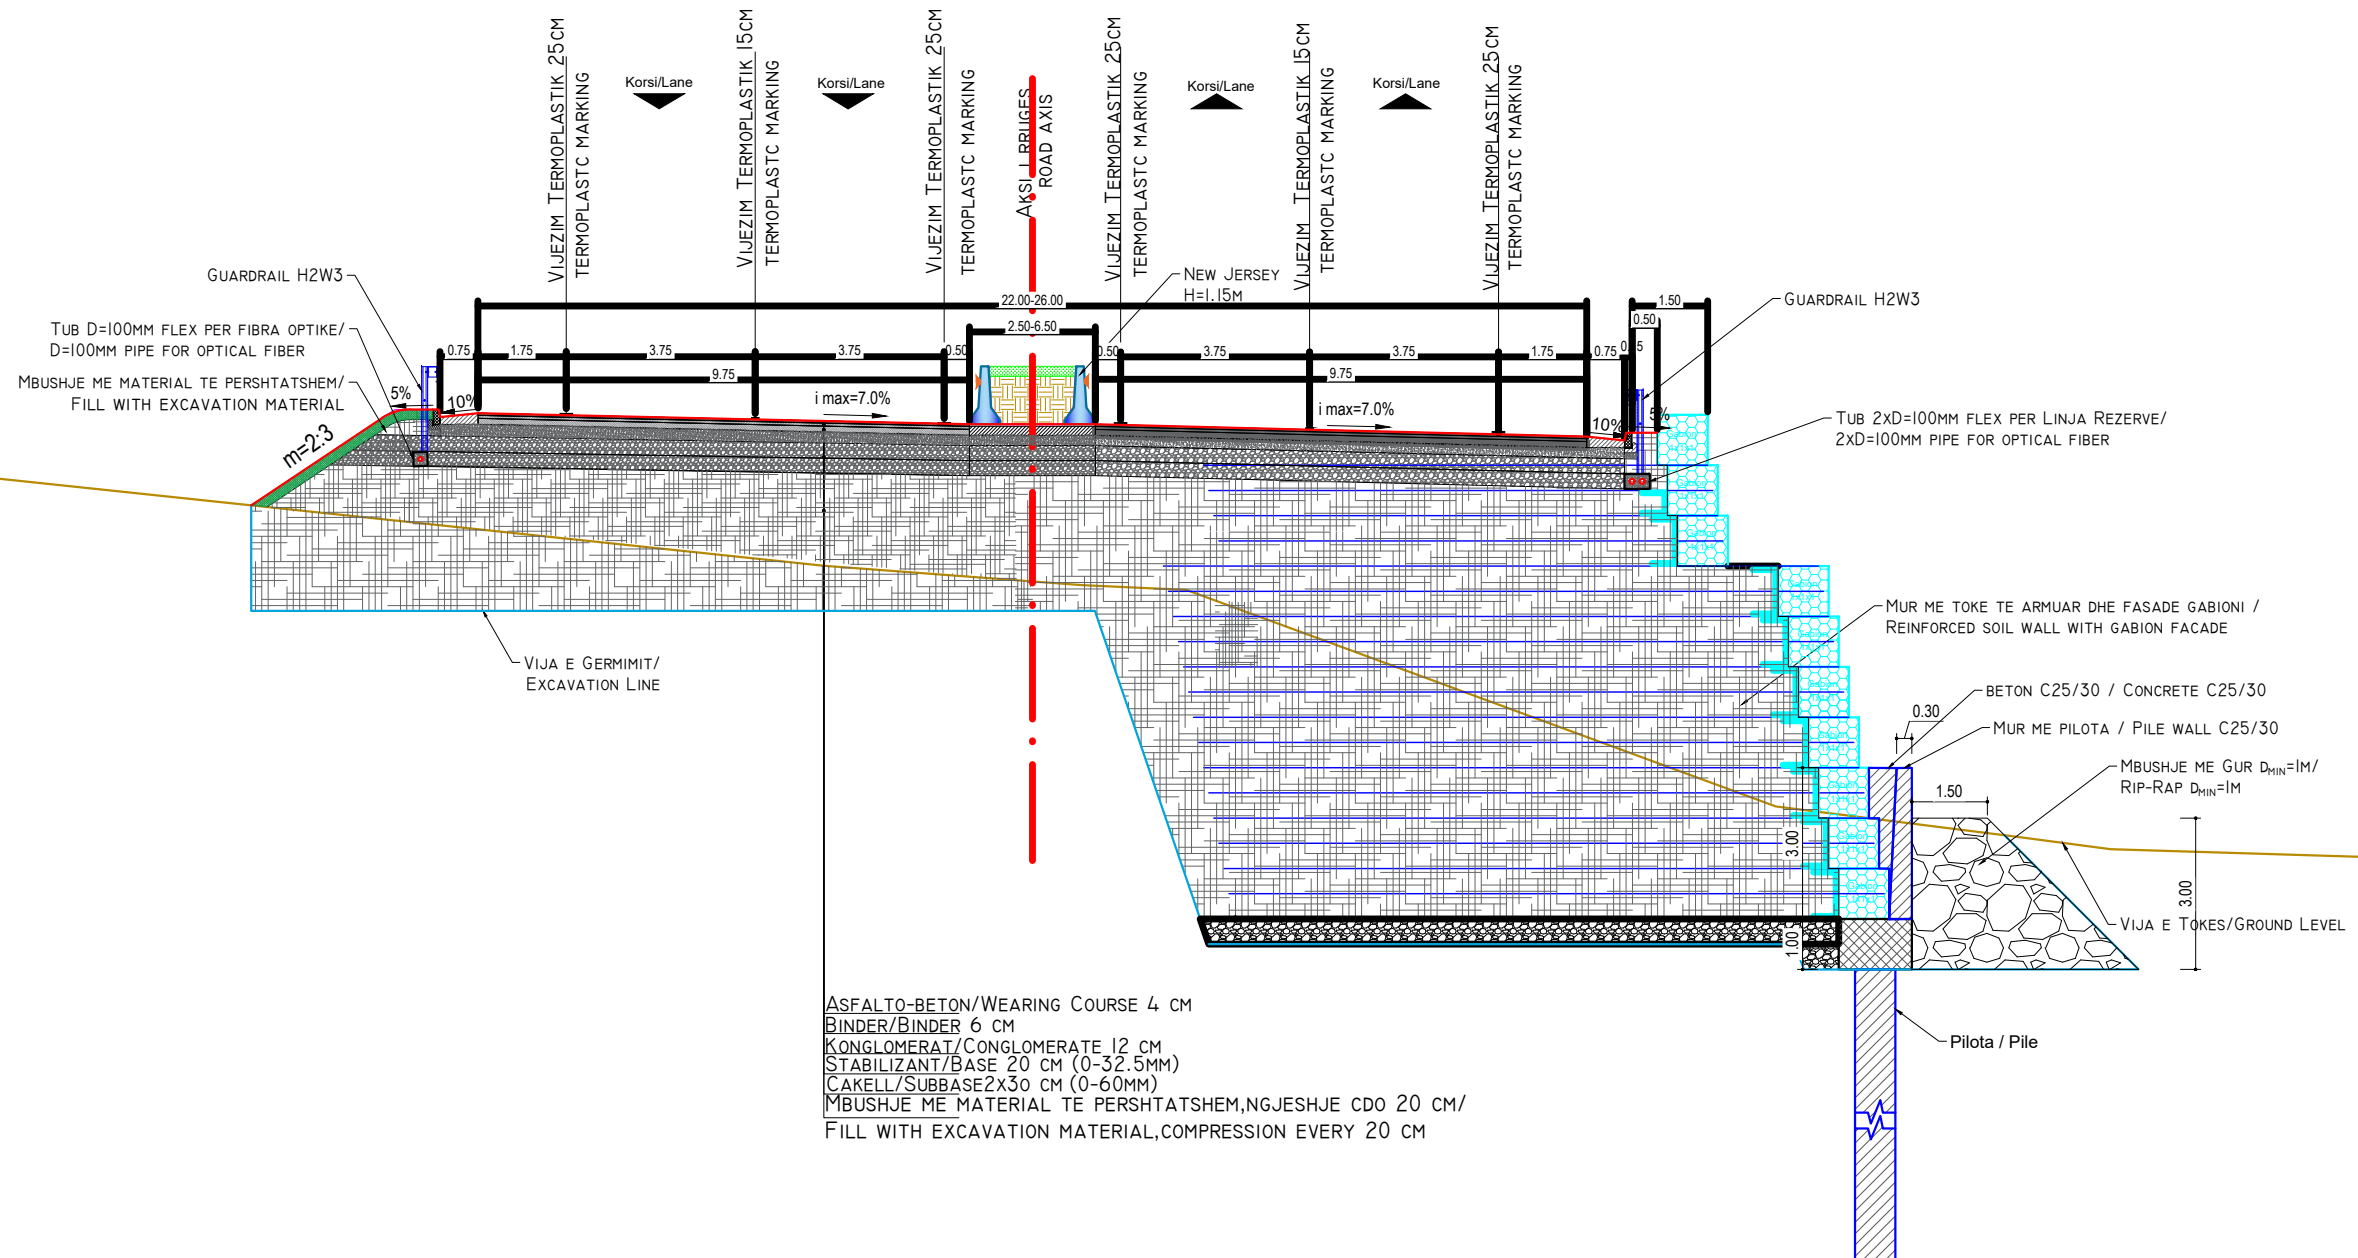 VIJEZIM TERMOPLASTIK 25CM
TERMOPLASTC MARKING
Korsi/Lane
VIJEZIM TERMOPLASTIK 15CM
TERMOPLASTC MARKING
Korsi/Lane
VIJEZIM TERMOPLASTIK 25CM
TERMOPLASTC MARKING
AKSI I RRUGES
ROAD AXIS
VIJEZIM TERMOPLASTIK 25CM
TERMOPLASTC MARKING
Korsi/Lane
VIJEZIM TERMOPLASTIK 15CM
TERMOPLASTC MARKING
Korsi/Lane
VIJEZIM TERMOPLASTIK 25CM
TERMOPLASTC MARKING
GUARDRAIL H2W3
NEW JERSEY
H=1.15M
GUARDRAIL H2W3
22.00-26.00
1.50
0.50
2.50-6.50
TUB D=100MM FLEX PER FIBRA OPTIKE/
D=100MM PIPE FOR OPTICAL FIBER
0.75
1.75
3.75
3.75
0.50
0.50
3.75
3.75
1.75
0.75
9.75
9.75
MBUSHJE ME MATERIAL TE PERSHTATSHEM/
FILL WITH EXCAVATION MATERIAL
5%
10%
i max=7.0%
i max=7.0%
10%
5%
m=2:3
TUB 2XD=100MM FLEX PER LINJA REZERVE/
2XD=100MM PIPE FOR OPTICAL FIBER
Gabion
Gabion
Gabion
Gabion
Gabion
Gabion
Gabion
Gabion
Gabion
MUR ME TOKE TE ARMUAR DHE FASADE GABIONI /
REINFORCED SOIL WALL WITH GABION FACADE
VIJA E GERMIMIT/
EXCAVATION LINE
BETON C25/30 / CONCRETE C25/30
0.30
MUR ME PILOTA / PILE WALL C25/30
MBUSHJE ME GUR DMIN=1M/
RIP-RAP DMIN=1M
1.50
3.00
3.00
1.00
VIJA E TOKES/GROUND LEVEL
ASFALTO-BETON/WEARING COURSE 4 CM
BINDER/BINDER 6 CM
KONGLOMERAT/CONGLOMERATE 12 CM
STABILIZANT/BASE 20 CM (0-32.5MM)
CAKELL/SUBBASE2X30 CM (0-60MM)
MBUSHJE ME MATERIAL TE PERSHTATSHEM,NGJESHJE CDO 20 CM/
FILL WITH EXCAVATION MATERIAL,COMPRESSION EVERY 20 CM
Pilota / Pile